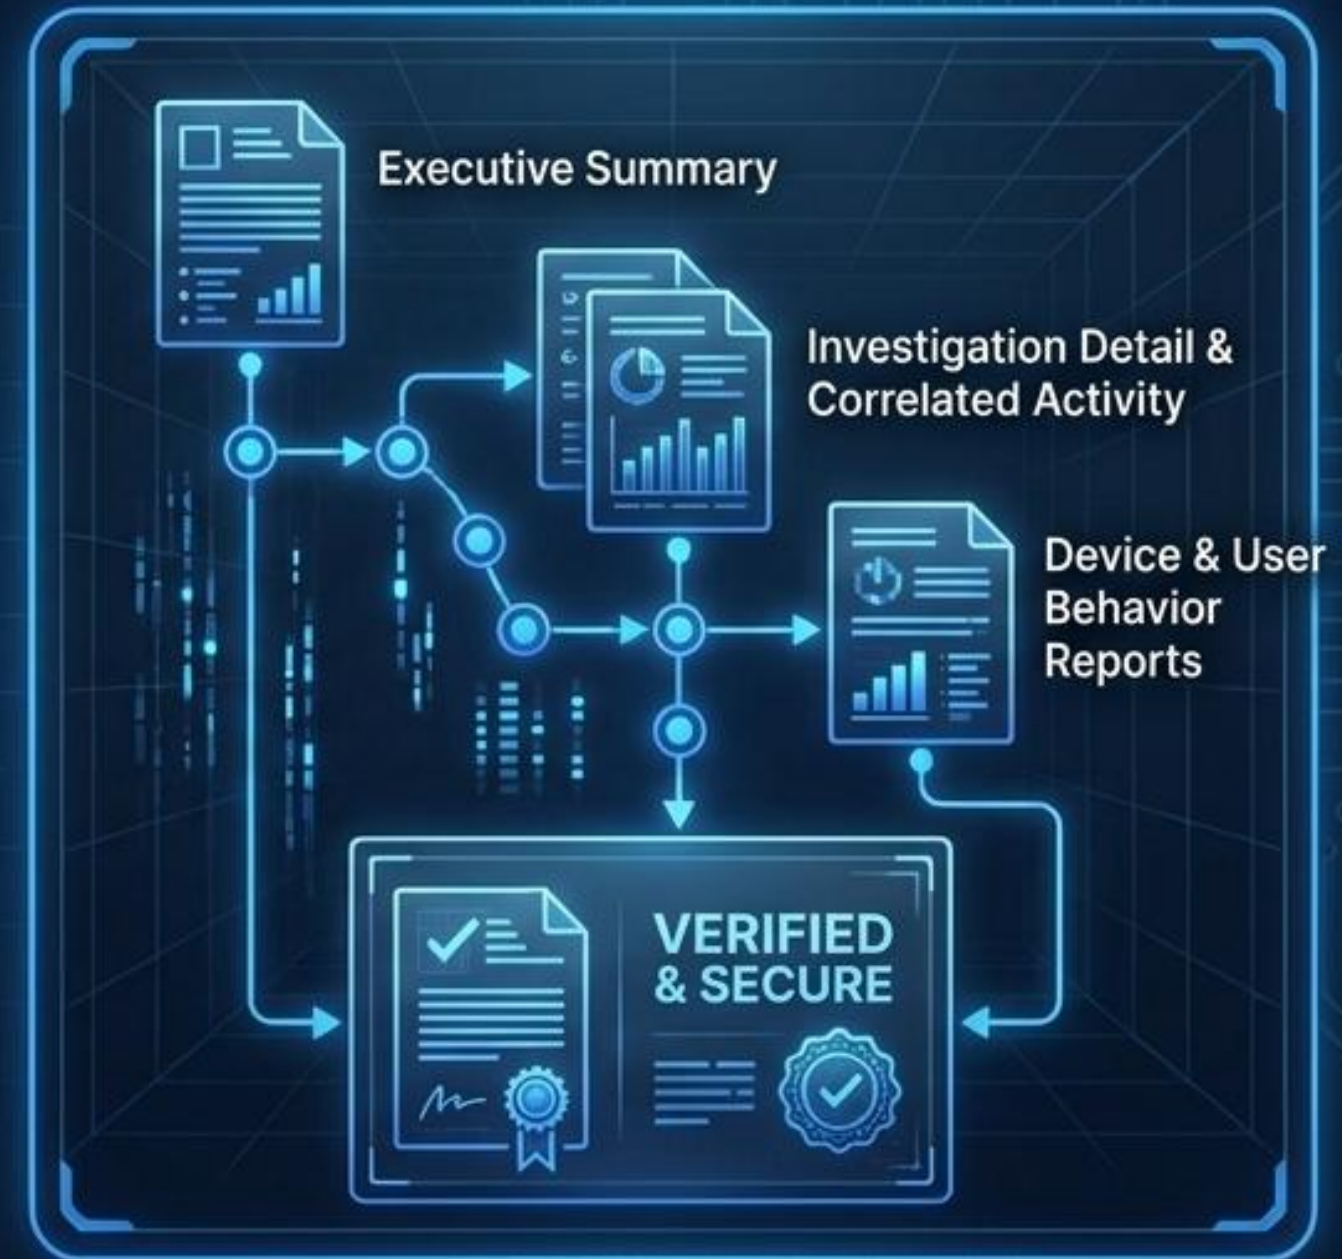 Executive Summary
Investigation Detail &
Correlated Activity
Device & User
Behavior
Reports
VERIFIED
& SECURE